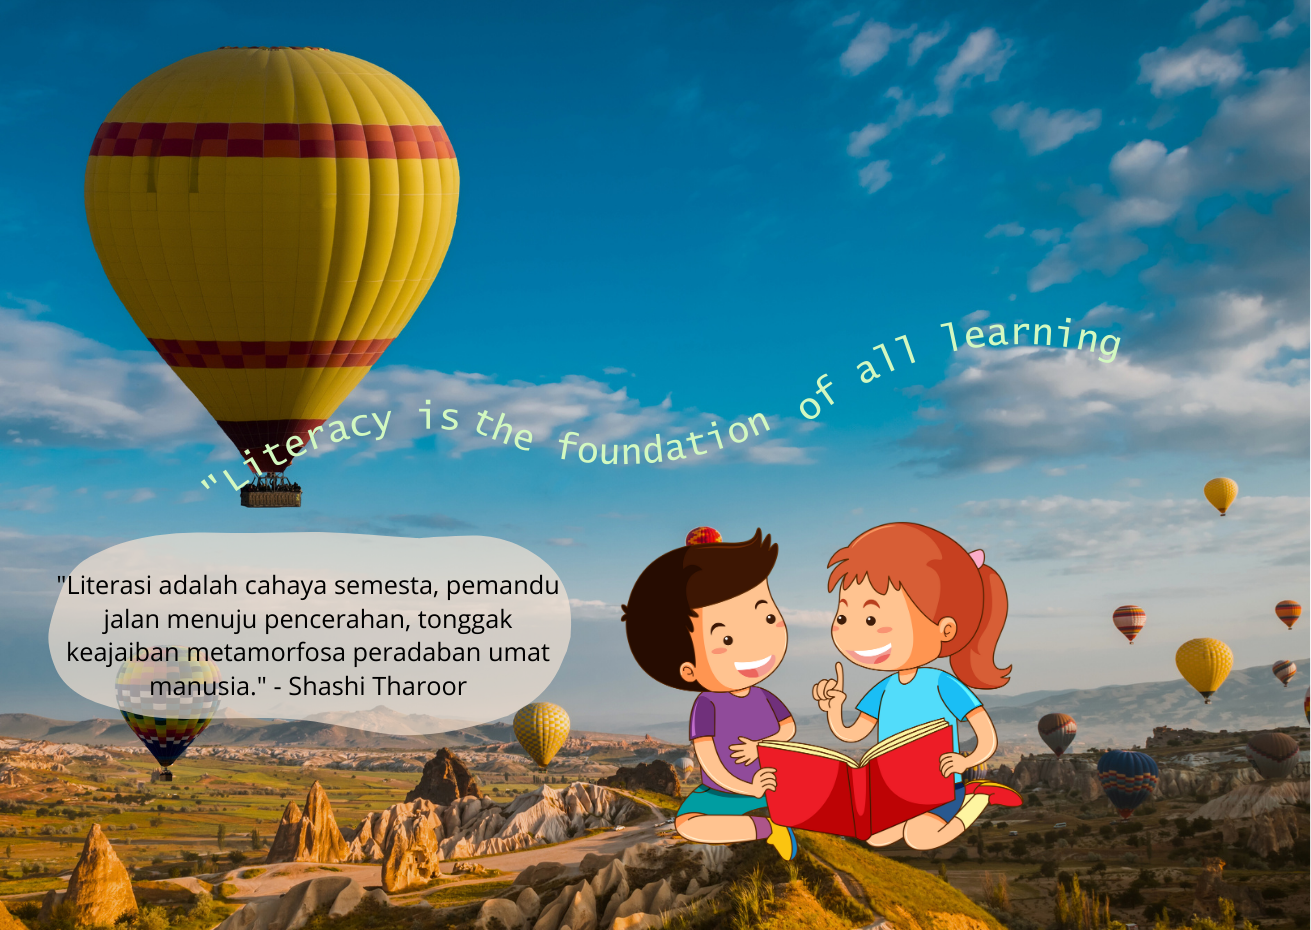 "Literacy is the foundation of all learning
"Literasi adalah cahaya semesta, pemandu
jalan menuju pencerahan, tonggak
keajaiban metamorfosa peradaban umat
manusia." - Shashi Tharoor